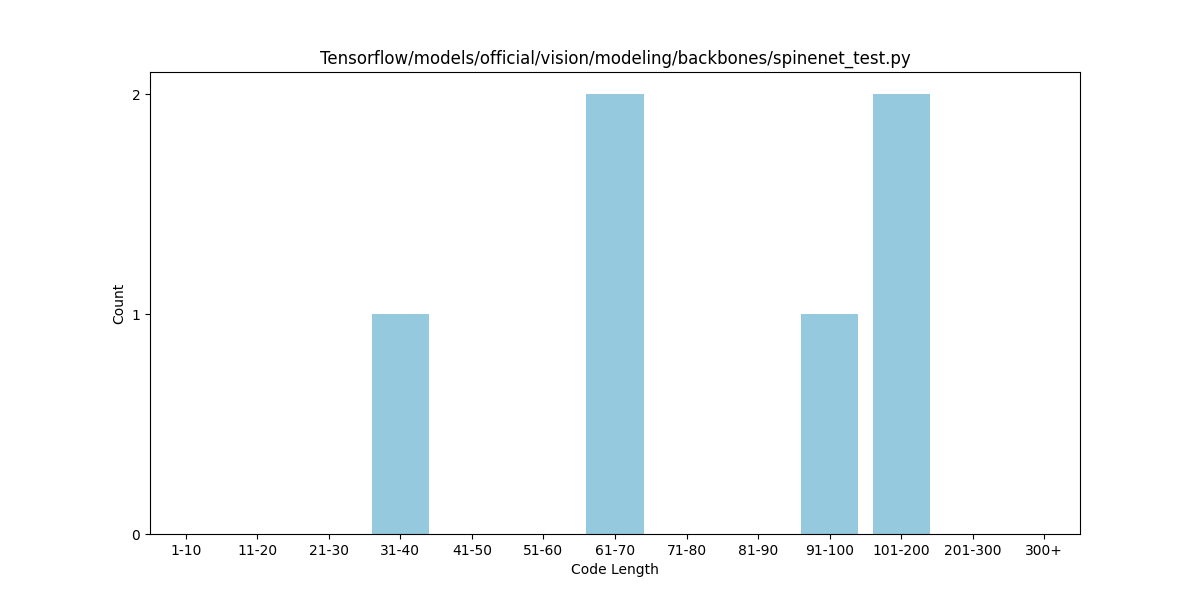 Tensorflow/models/official/vision/modeling/backbones/spinenet_test.py
Count
2
1
0
1-10 11-20 21-30 31-40 41-50 51-60 61-70 71-80 81-90 91-100 101-200 201-300 300+
Code Length